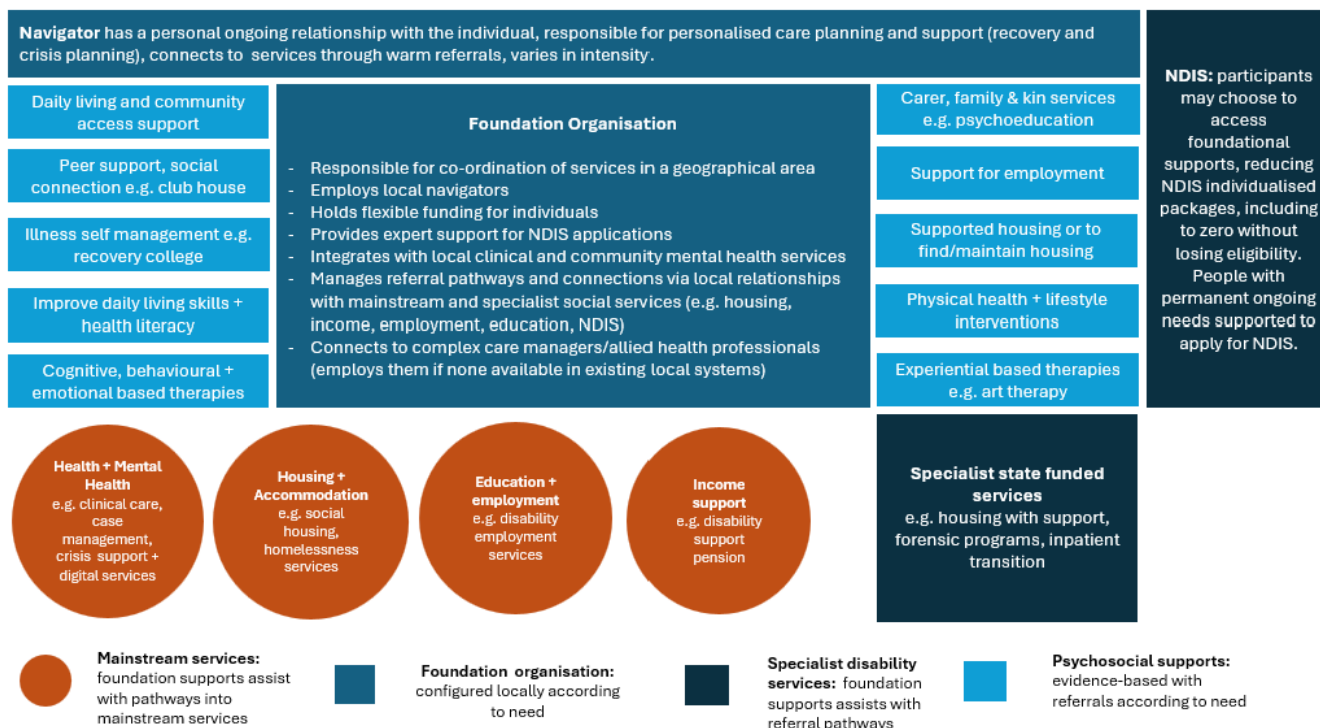 Navigator has a personal ongoing relationship with the individual, responsible for personalised care planning and support (recovery and
crisis planning), connects to services through warm referrals, varies in intensity.
Daily living and community
access support
Peer support, social
connection e.g. club house
Illness self management e.g.
recovery college
Improve daily living skills +
health literacy
Cognitive, behavioural +
emotional based therapies
Foundation Organisation
- Responsible for co-ordination of services in a geographical area
- Employs local navigators
- Holds flexible funding for individuals
- Provides expert support for NDIS applications
- Integrates with local clinical and community mental health services
- Manages referral pathways and connections via local relationships
with mainstream and specialist social services (e.g. housing,
income, employment, education, NDIS)
- Connects to complex care managers/allied health professionals
(employs them if none available in existing local systems)
Carer, family & kin services
e.g. psychoeducation
Support for employment
Supported housing or to
find/maintain housing
Physical health + lifestyle
interventions
Experiential based therapies
e.g. art therapy
NDIS: participants
may choose to
access
foundational
supports, reducing
NDIS individualised
packages, including
to zero without
losing eligibility.
People with
permanent ongoing
needs supported to
apply for NDIS.
Health + Mental
Health
e.g. clinical care,
case
management,
crisis support +
digital services
Housing +
Accommodation
e.g. social
housing,
homelessness
services
Education +
employment
e.g. disability
employment
services
Income
support
e.g. disability
support
pension
Specialist state funded
services
e.g. housing with support,
forensic programs, inpatient
transition
Mainstream services:
foundation supports assist
with pathways into
mainstream services
Foundation organisation:
configured locally according
to need
Specialist disability
services: foundation
supports assists with
referral pathways
Psychosocial supports:
evidence-based with
referrals according to need